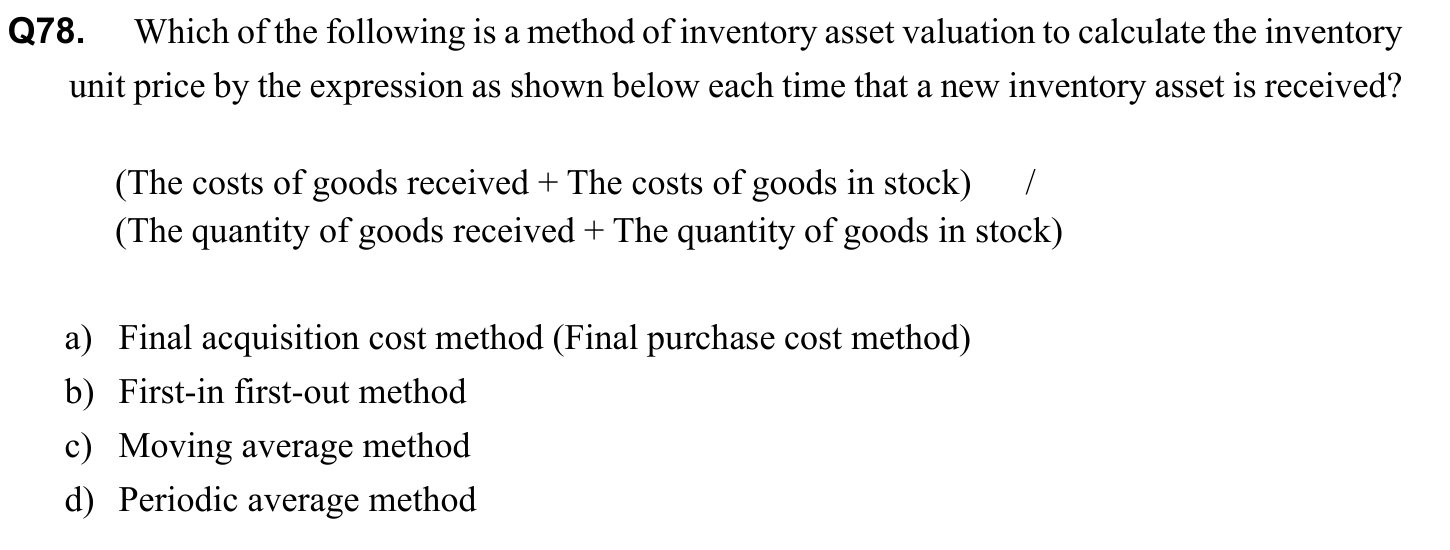 Q78. Which of the following is a method of inventory asset valuation to calculate the inventory
unit price by the expression as shown below each time that a new inventory asset is received?
(The costs of goods received + The costs of goods in stock) /
(The quantity of goods received + The quantity of goods in stock)
a) Final acquisition cost method (Final purchase cost method)
b) First-in first-out method
c) Moving average method
d) Periodic average method